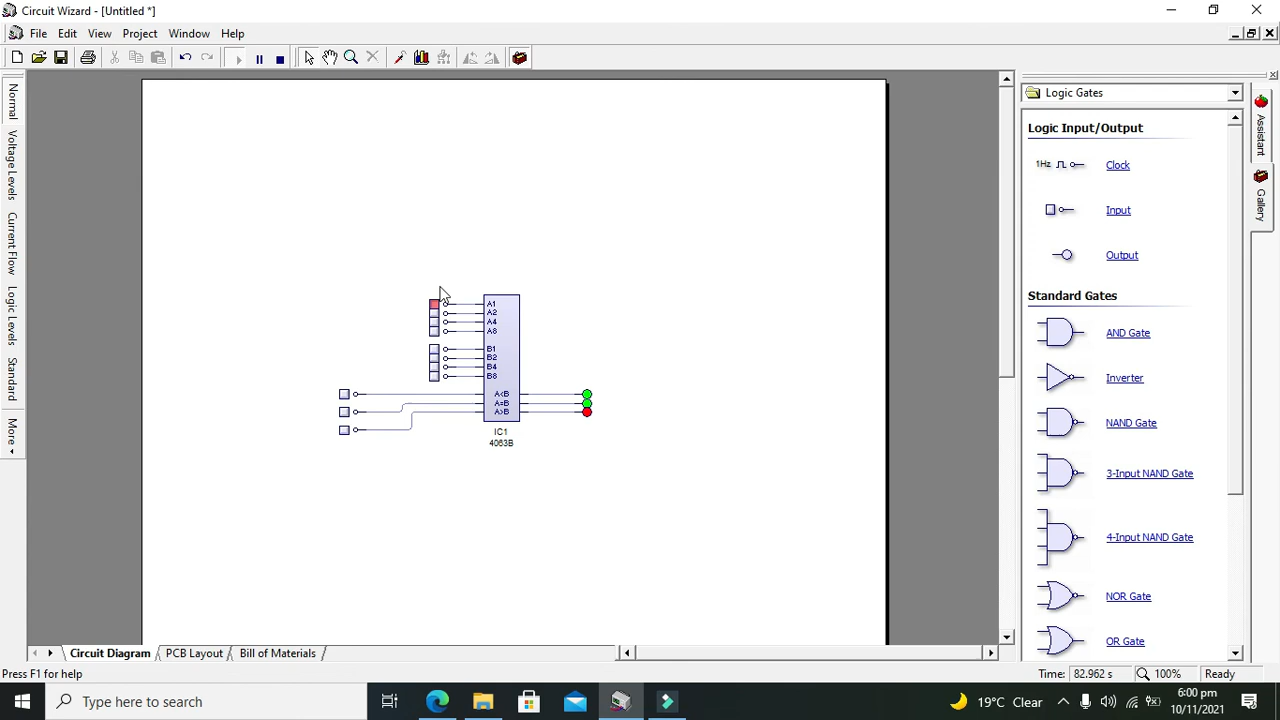 Circuit Wizard - [Untitled *]
File Edit View Project Window Help
Normal
Voltage Levels
Current Flow
Logic Levels
Standard
More
A1
A2
A4
A8
B1
B2
B4
B8
A<B
A=B
A>B
IC1
4063B
Logic Gates
Logic Input/Output
1Hz Clock
Input
Output
Standard Gates
AND Gate
Inverter
NAND Gate
3-Input NAND Gate
4-Input NAND Gate
NOR Gate
OR Gate
Assistant
Gallery
Circuit Diagram PCB Layout Bill of Materials
Press F1 for help Time: 82.962 s 100% Ready
Type here to search 19°C Clear 6:00 pm
10/11/2021